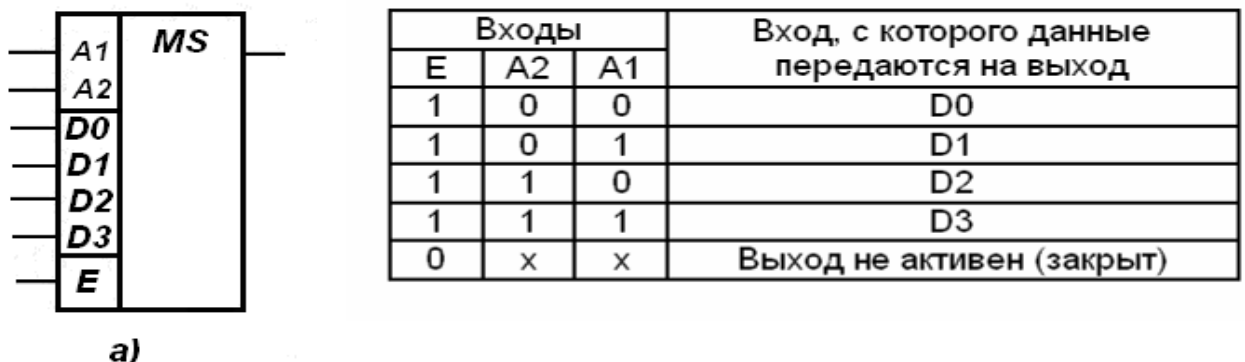 A1 MS
A2
D0
D1
D2
D3
E
а)
Входы Вход, с которого данные передаются на выход
E A2 A1
1 0 0 D0
1 0 1 D1
1 1 0 D2
1 1 1 D3
0 x x Выход не активен (закрыт)